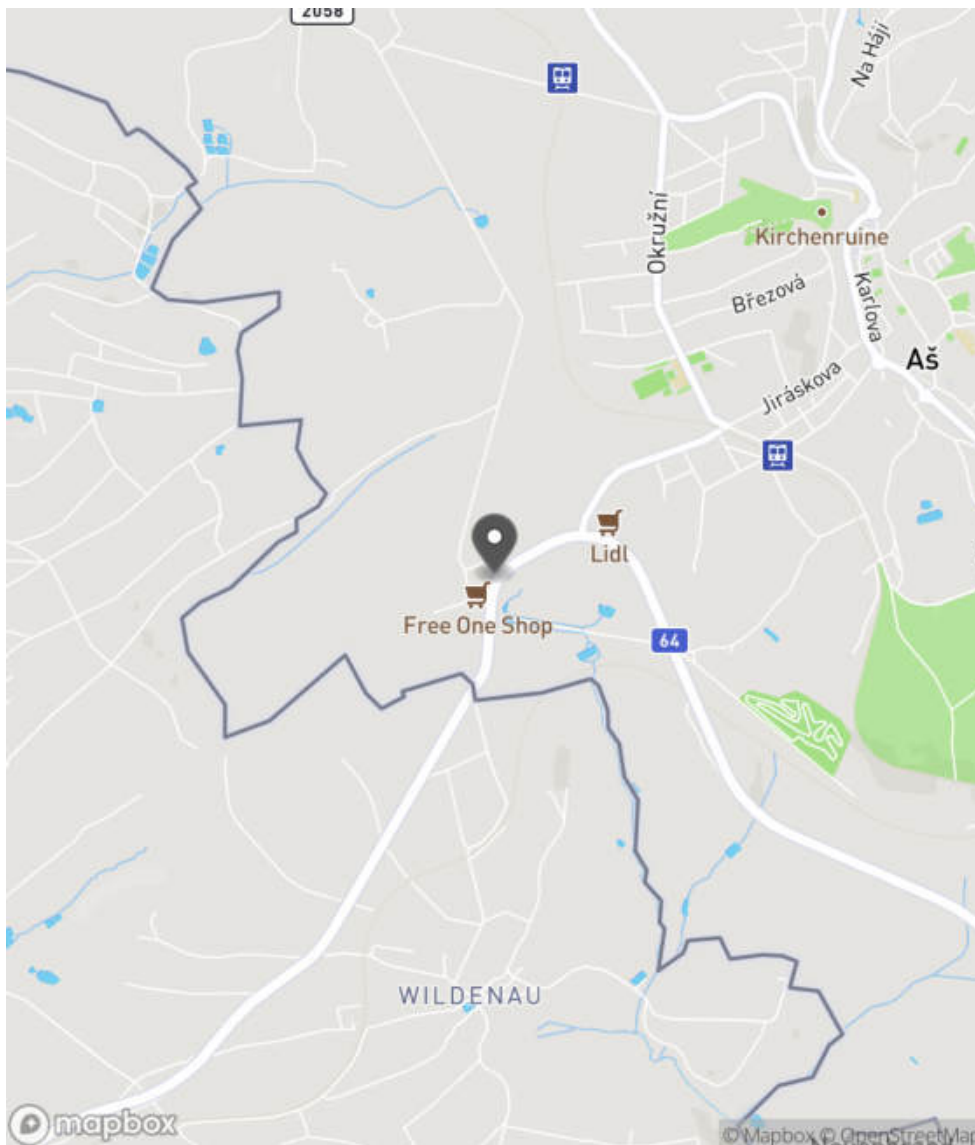 2058
Na Háji
Okružní
Kirchenruine
Březová
Karlova
Aš
Jiráskova
Lidl
Free One Shop
64
WILDENAU
mapbox
© Mapbox © OpenStreetMap